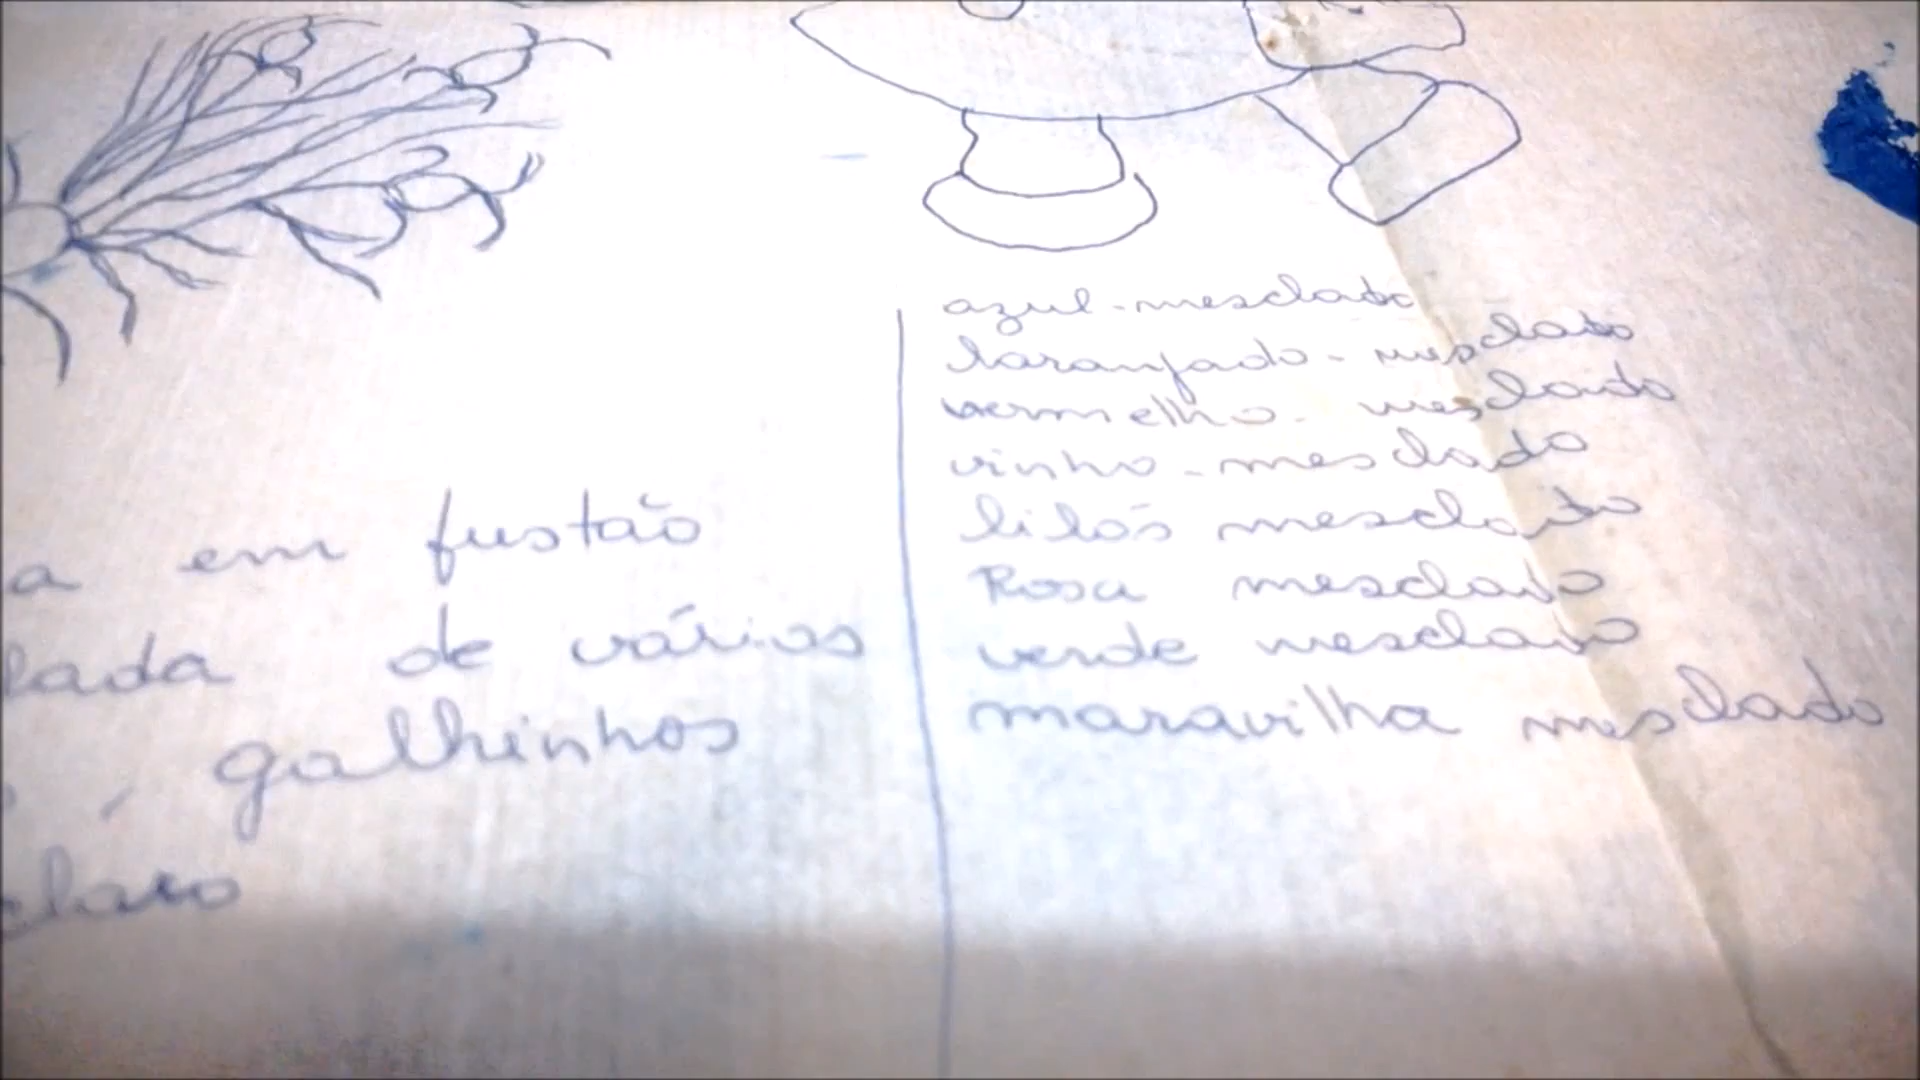 azul-mesclado
laranjado-mesclado
vermelho-mesclado
vinho-mesclado
lilás mesclado
Rosa mesclado
verde mesclado
maravilha mesclado
a em fustão
lada de vários
galhinhos
claro